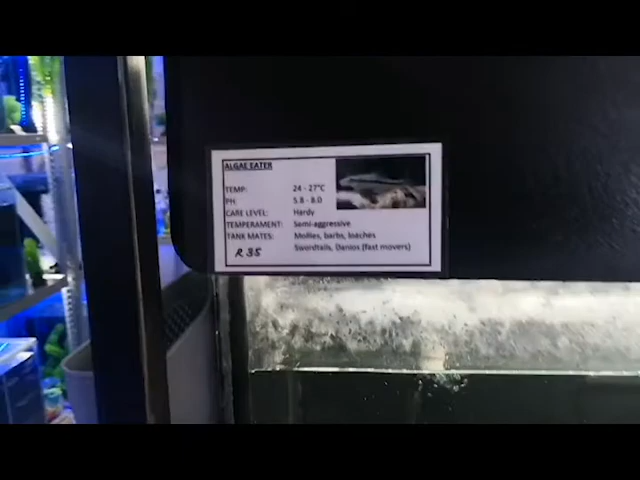 ALGAE EATER
TEMP: 24 - 27°C
PH: 5.8 - 8.0
CARE LEVEL: Hardy
TEMPERAMENT: Semi-aggressive
TANK MATES: Mollies, barbs, loaches
Swordtails, Danios (fast movers)
R 35